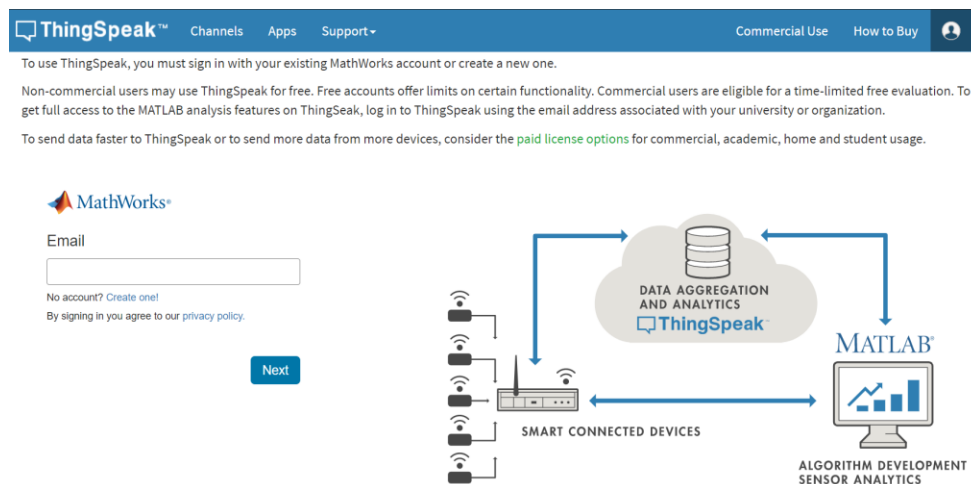 ThingSpeak™ Channels Apps Support Commercial Use How to Buy
To use ThingSpeak, you must sign in with your existing MathWorks account or create a new one.
Non-commercial users may use ThingSpeak for free. Free accounts offer limits on certain functionality. Commercial users are eligible for a time-limited free evaluation. To
get full access to the MATLAB analysis features on ThingSeak, log in to ThingSpeak using the email address associated with your university or organization.
To send data faster to ThingSpeak or to send more data from more devices, consider the paid license options for commercial, academic, home and student usage.
MathWorks®
Email
No account? Create one!
By signing in you agree to our privacy policy.
Next
DATA AGGREGATION
AND ANALYTICS
ThingSpeak
MATLAB®
SMART CONNECTED DEVICES
ALGORITHM DEVELOPMENT
SENSOR ANALYTICS